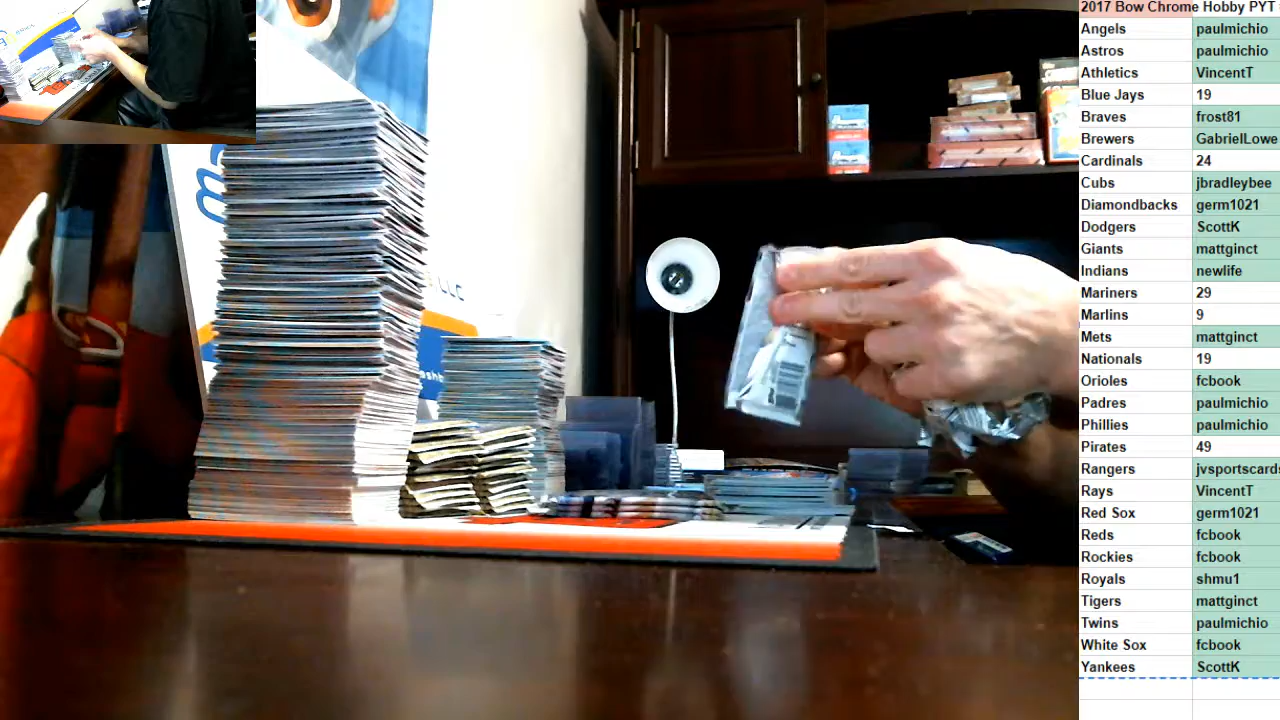 2017 Bow Chrome Hobby PYT
Angels paulmichio
Astros paulmichio
Athletics VincentT
Blue Jays 19
Braves frost81
Brewers GabrielLowe
Cardinals 24
Cubs jbradleybee
Diamondbacks germ1021
Dodgers ScottK
Giants mattginct
Indians newlife
Mariners 29
Marlins 9
Mets mattginct
Nationals 19
Orioles fcbook
Padres paulmichio
Phillies paulmichio
Pirates 49
Rangers jvsportscards
Rays VincentT
Red Sox germ1021
Reds fcbook
Rockies fcbook
Royals shmu1
Tigers mattginct
Twins paulmichio
White Sox fcbook
Yankees ScottK
LLC